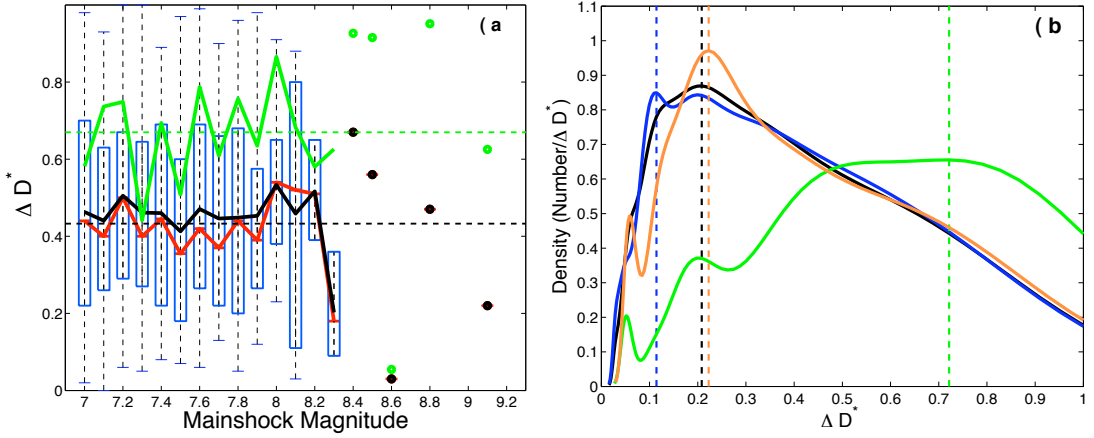 ( a
0.8
0.6
0.4
0.2
0
Δ D*
7 7.2 7.4 7.6 7.8 8 8.2 8.4 8.6 8.8 9 9.2
Mainshock Magnitude
( b
1.1
1
0.9
0.8
0.7
0.6
0.5
0.4
0.3
0.2
0.1
0
Density (Number/Δ D*)
0 0.1 0.2 0.3 0.4 0.5 0.6 0.7 0.8 0.9 1
Δ D*